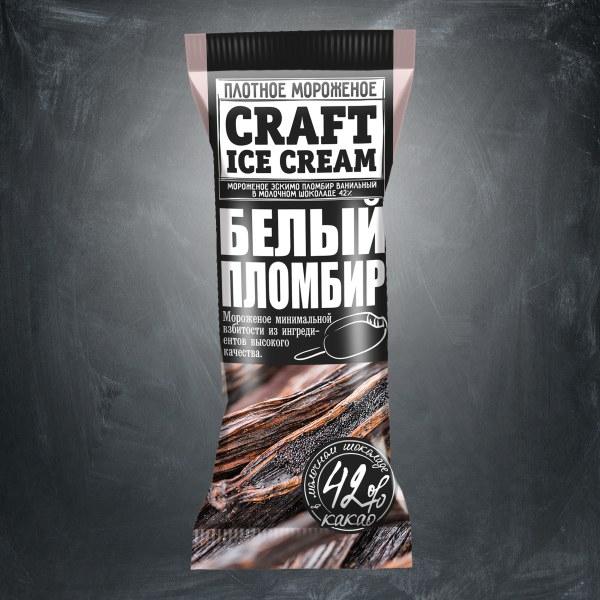 ПЛОТНОЕ МОРОЖЕНОЕ
CRAFT
ICE CREAM
МОРОЖЕНОЕ ЭСКИМО ПЛОМБИР ВАНИЛЬНЫЙ
В МОЛОЧНОМ ШОКОЛАДЕ 42%
БЕЛЫЙ
ПЛОМБИР
Мороженое минимальной
взбитости из ингреди-
ентов высокого
качества.
в молочном шоколаде
42%
какао